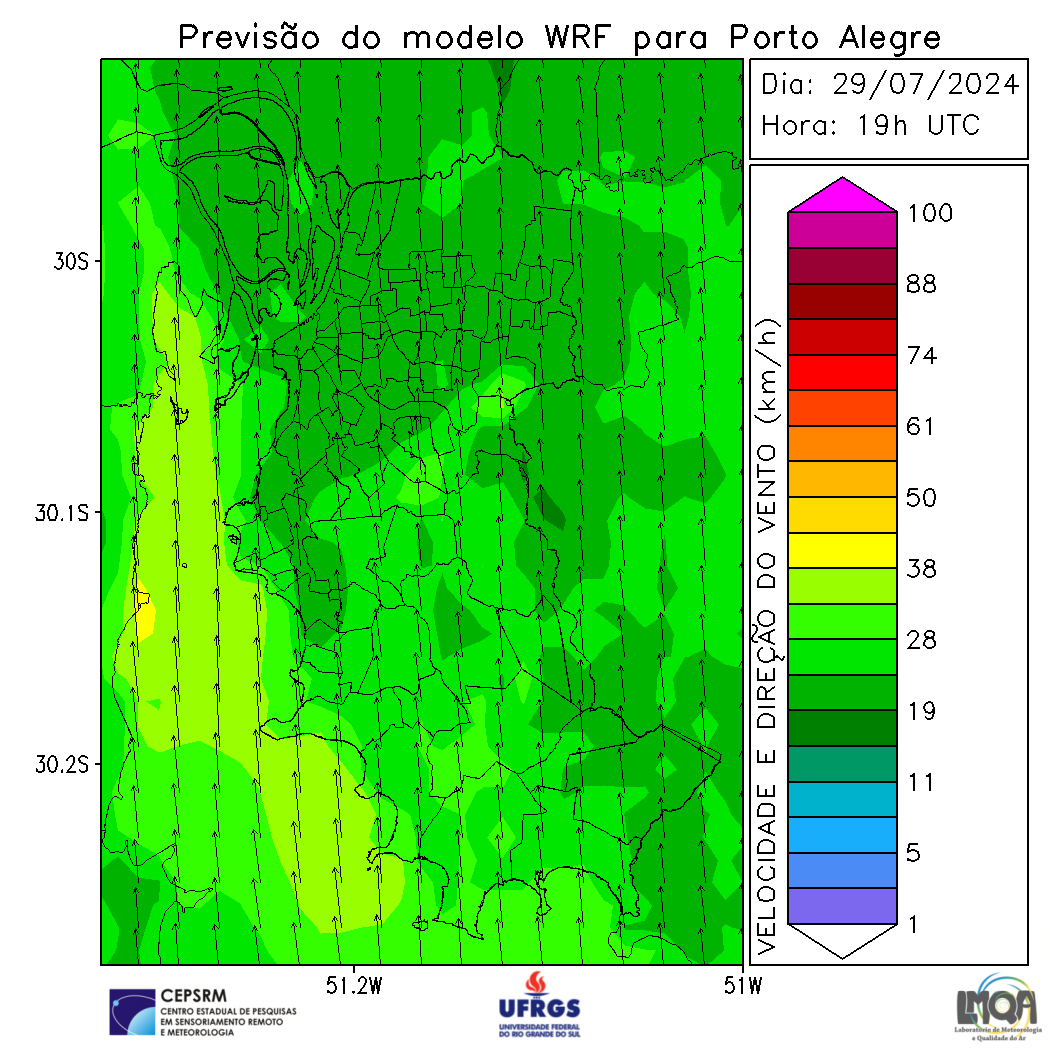 Previsão do modelo WRF para Porto Alegre
Dia: 29/07/2024
Hora: 19h UTC
30S
30.1S
30.2S
51.2W
51W
VELOCIDADE E DIREÇÃO DO VENTO (km/h)
100
88
74
61
50
38
28
19
11
5
1
CEPSRM
CENTRO ESTADUAL DE PESQUISAS
EM SENSORIAMENTO REMOTO
E METEOROLOGIA
UFRGS
UNIVERSIDADE FEDERAL
DO RIO GRANDE DO SUL
LMQA
Laboratório de Meteorologia
e Qualidade do Ar